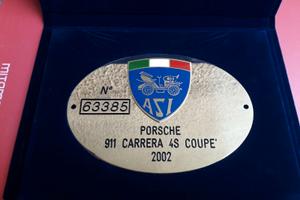 N°
63385
ASI
PORSCHE
911 CARRERA 4S COUPE'
2002